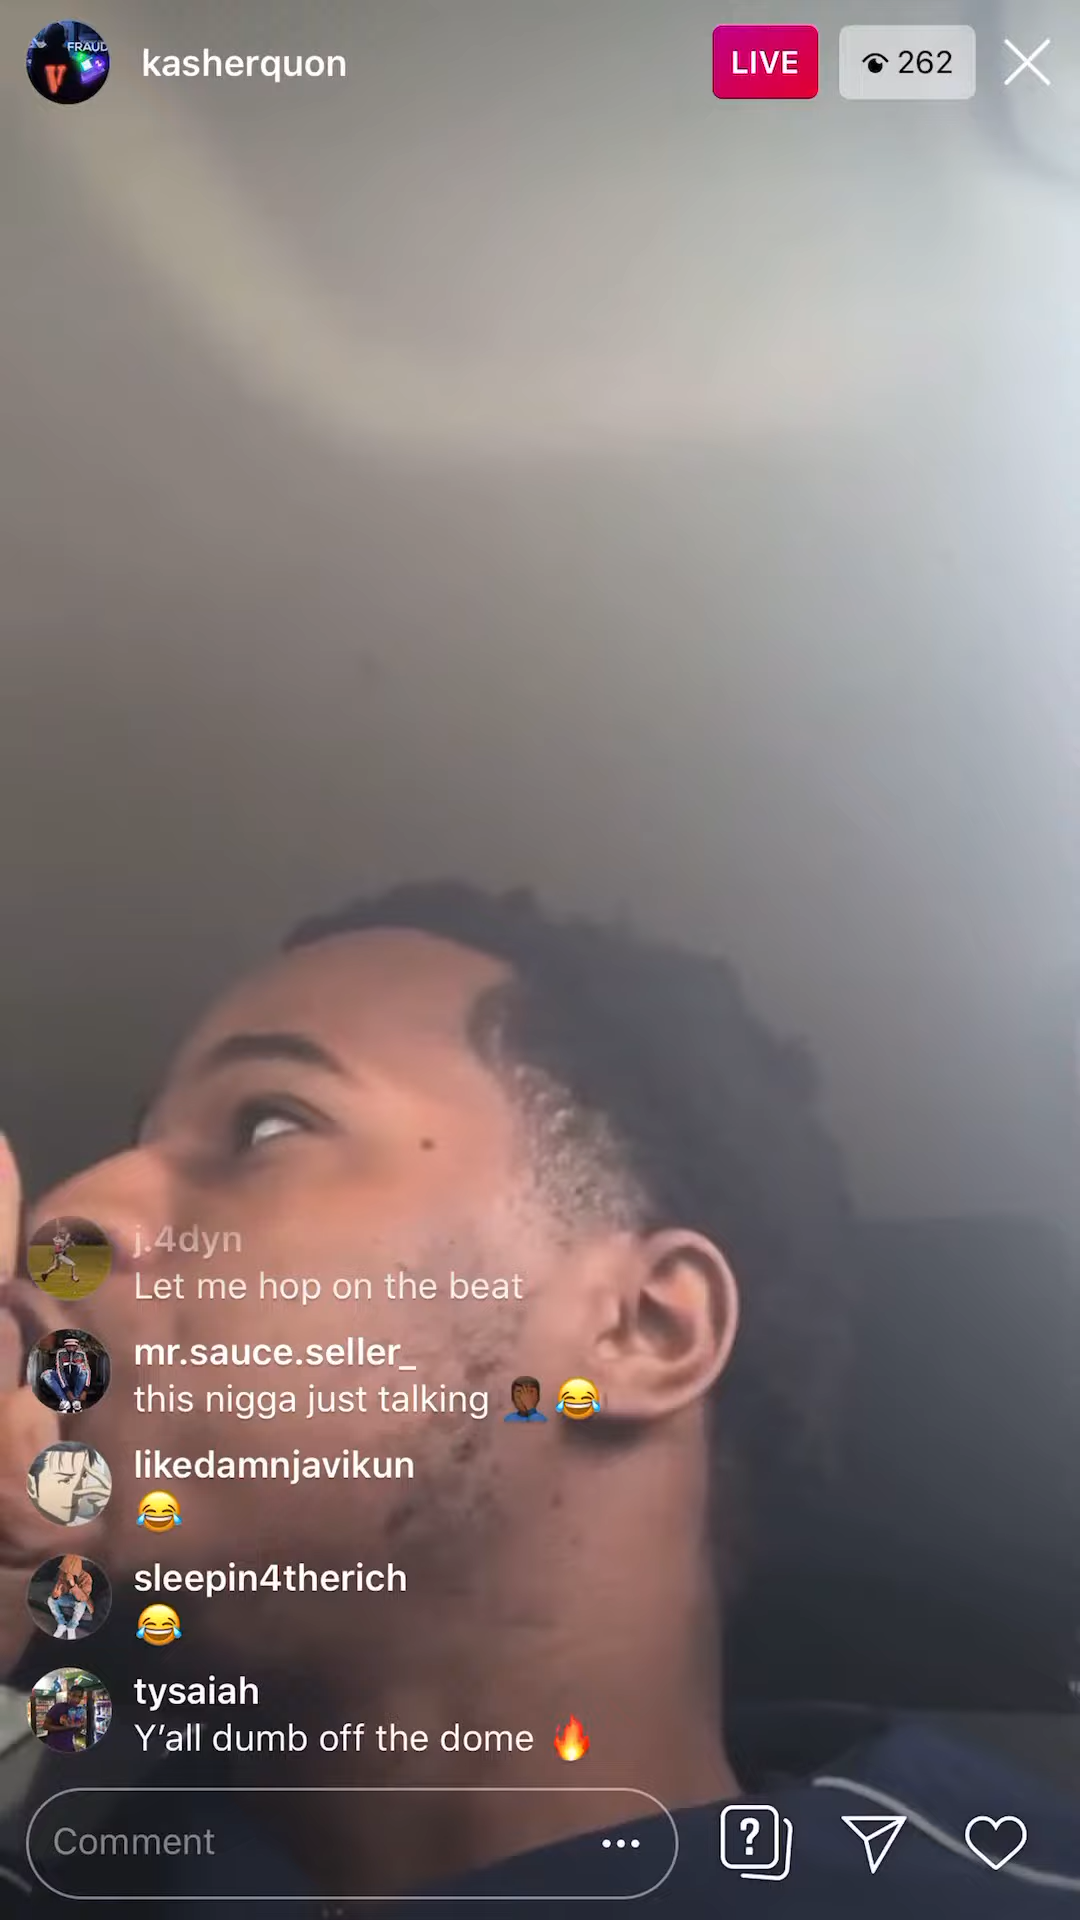 FRAUD
V
kasherquon
LIVE
262
j.4dyn
Let me hop on the beat
mr.sauce.seller_
this nigga just talking 🤦🏾‍♂️😂
likedamnjavikun
😂
sleepin4therich
😂
tysaiah
Y’all dumb off the dome 🔥
Comment